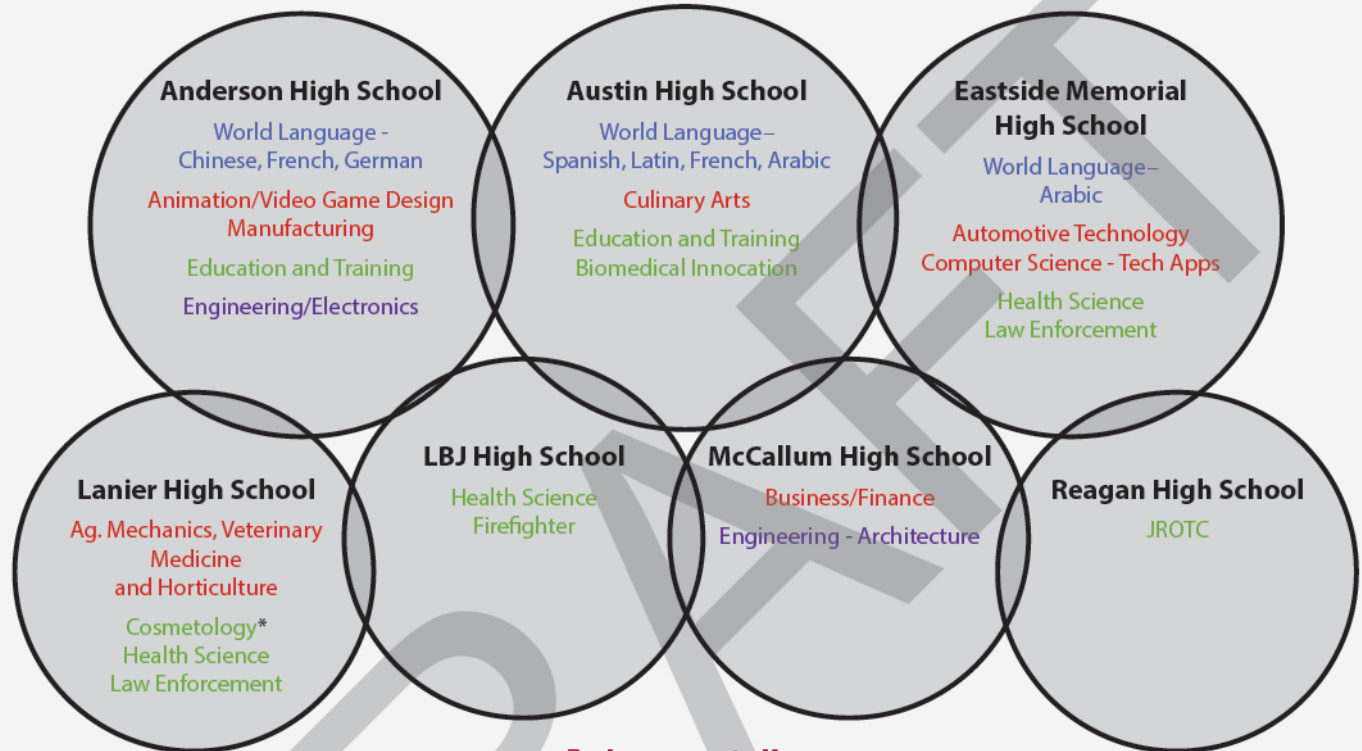 Anderson High School
World Language -
Chinese, French, German
Animation/Video Game Design
Manufacturing
Education and Training
Engineering/Electronics
Austin High School
World Language–
Spanish, Latin, French, Arabic
Culinary Arts
Education and Training
Biomedical Innocation
Eastside Memorial
High School
World Language–
Arabic
Automotive Technology
Computer Science - Tech Apps
Health Science
Law Enforcement
Lanier High School
Ag. Mechanics, Veterinary
Medicine
and Horticulture
Cosmetology*
Health Science
Law Enforcement
LBJ High School
Health Science
Firefighter
McCallum High School
Business/Finance
Engineering - Architecture
Reagan High School
JROTC
DRAFT